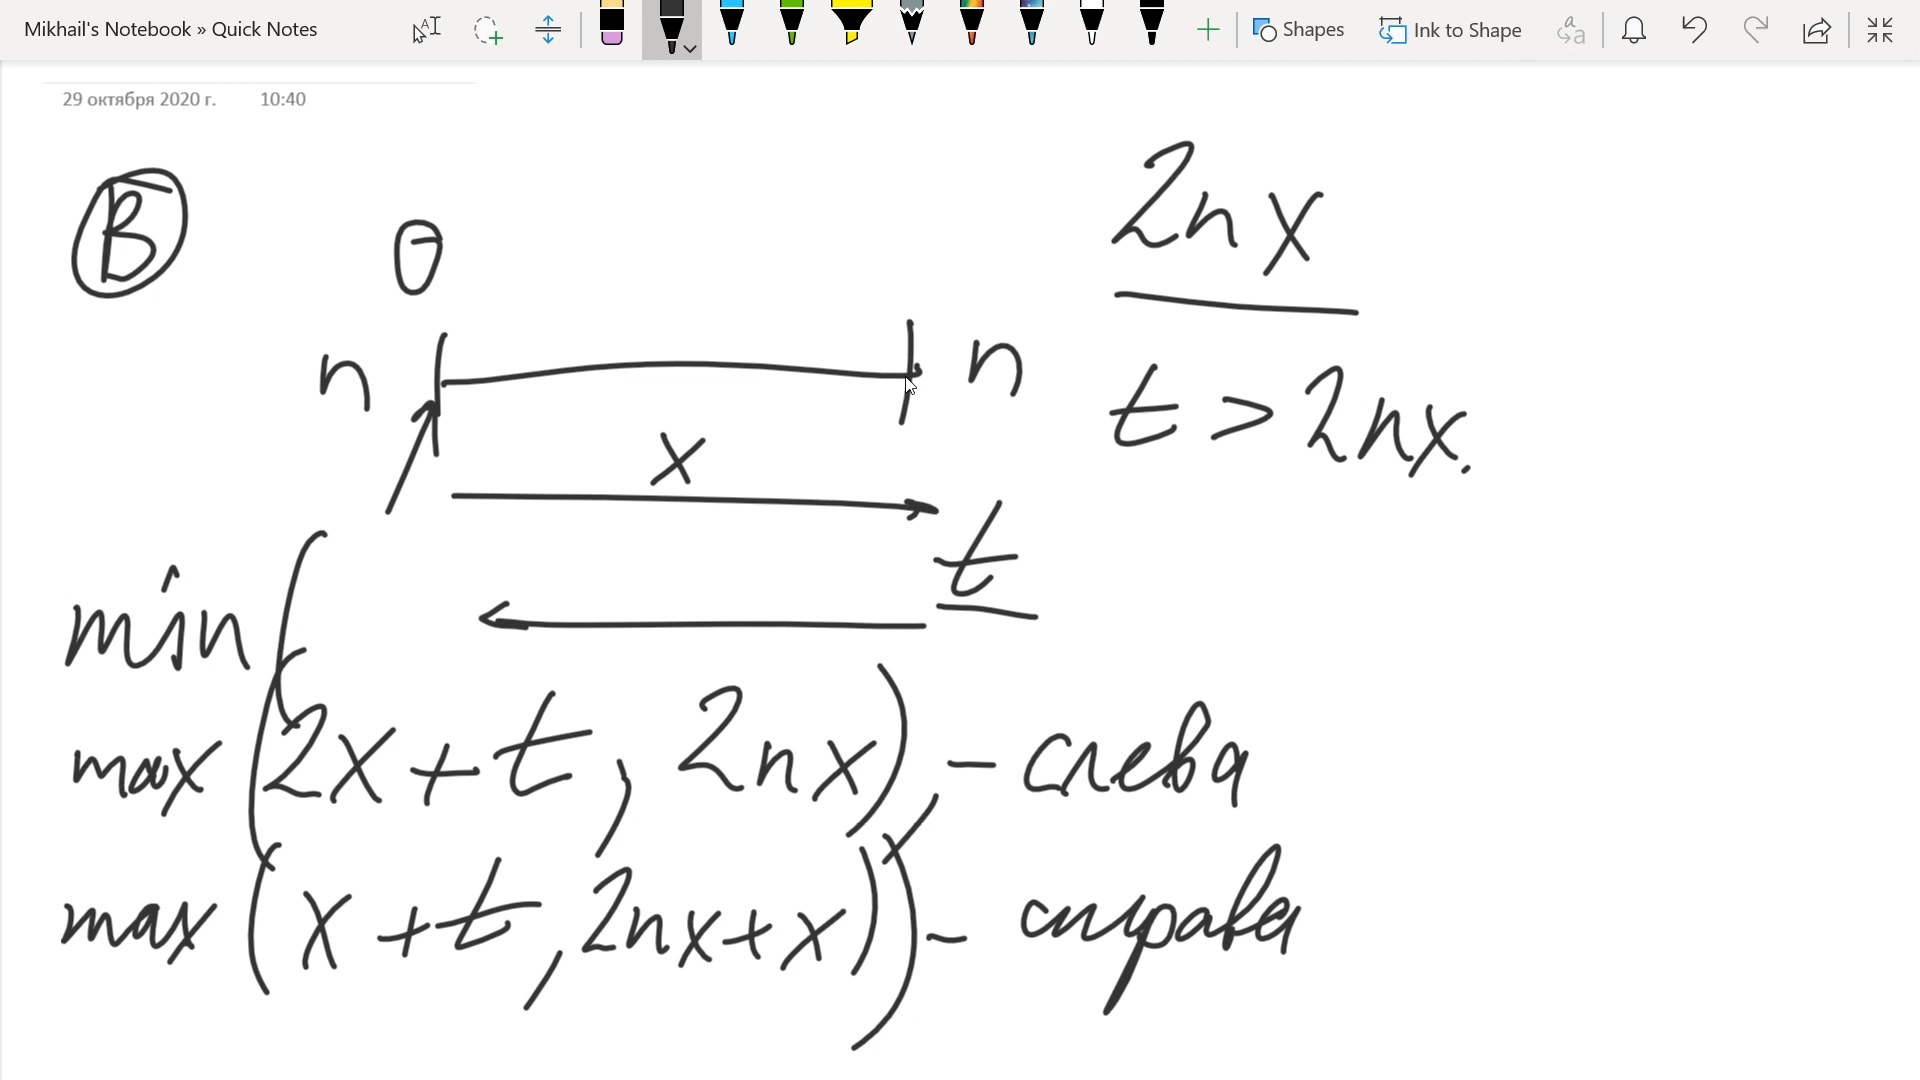 Mikhail's Notebook » Quick Notes
Shapes
Ink to Shape
29 октября 2020 г. 10:40
B
0
2nx
n
n
t > 2nx.
x
t
min(
max(2x + t, 2nx), - слева
max(x + t, 2nx + x)) - справа